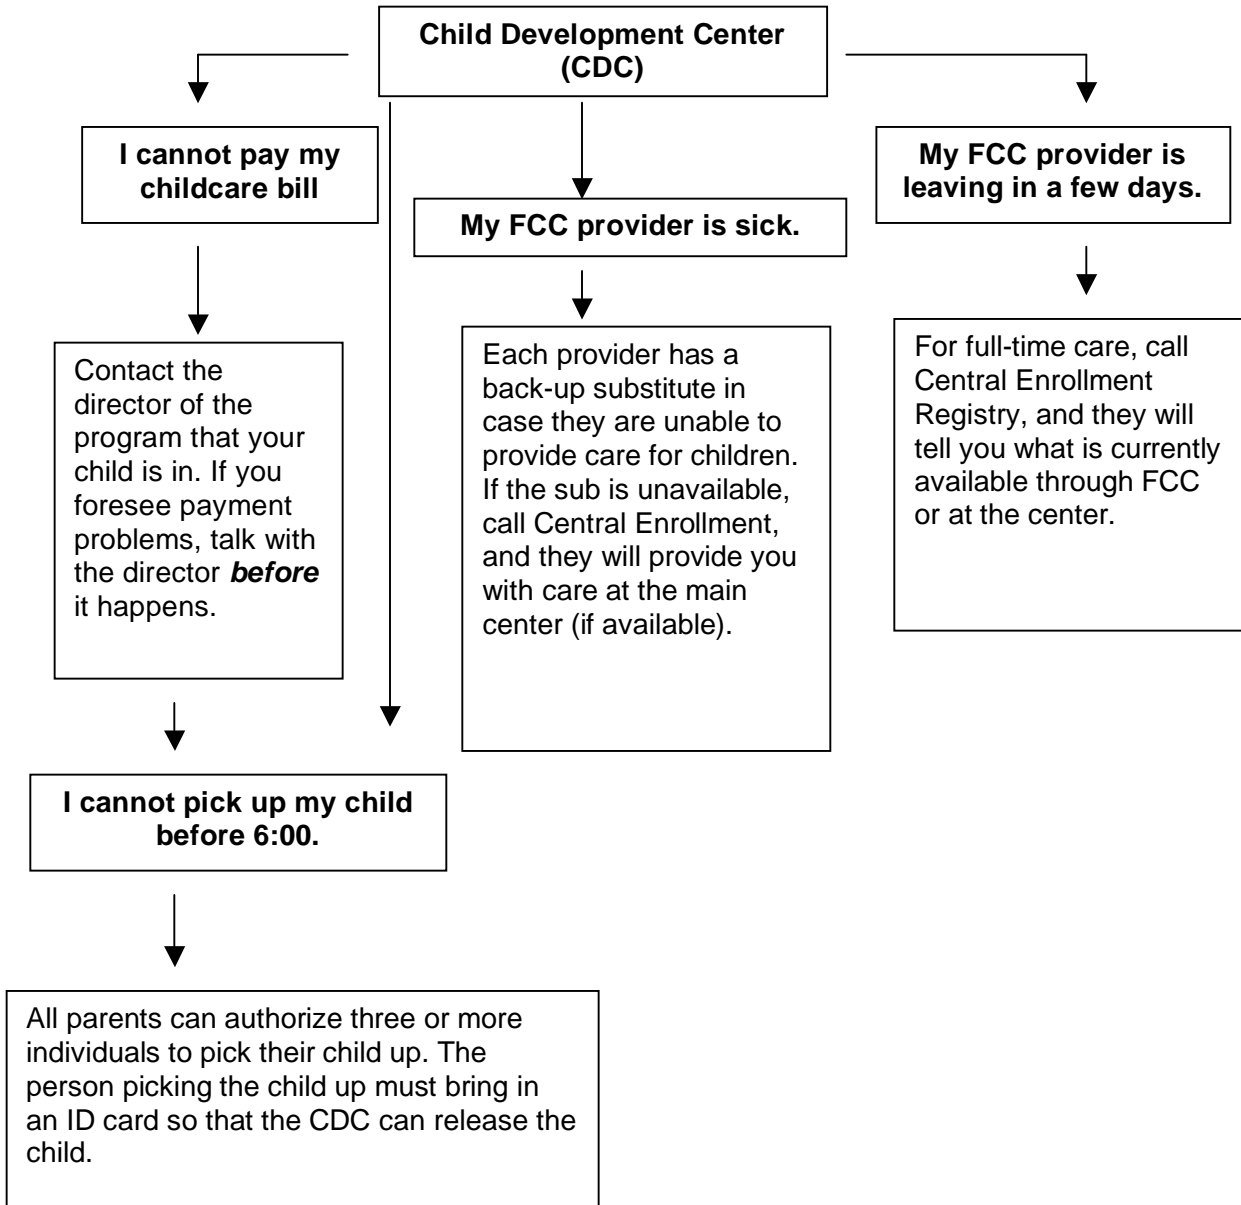 Child Development Center
(CDC)
I cannot pay my
childcare bill
My FCC provider is sick.
My FCC provider is
leaving in a few days.
Contact the
director of the
program that your
child is in. If you
foresee payment
problems, talk with
the director before
it happens.
Each provider has a
back-up substitute in
case they are unable to
provide care for children.
If the sub is unavailable,
call Central Enrollment,
and they will provide you
with care at the main
center (if available).
For full-time care, call
Central Enrollment
Registry, and they will
tell you what is currently
available through FCC
or at the center.
I cannot pick up my child
before 6:00.
All parents can authorize three or more
individuals to pick their child up. The
person picking the child up must bring in
an ID card so that the CDC can release the
child.